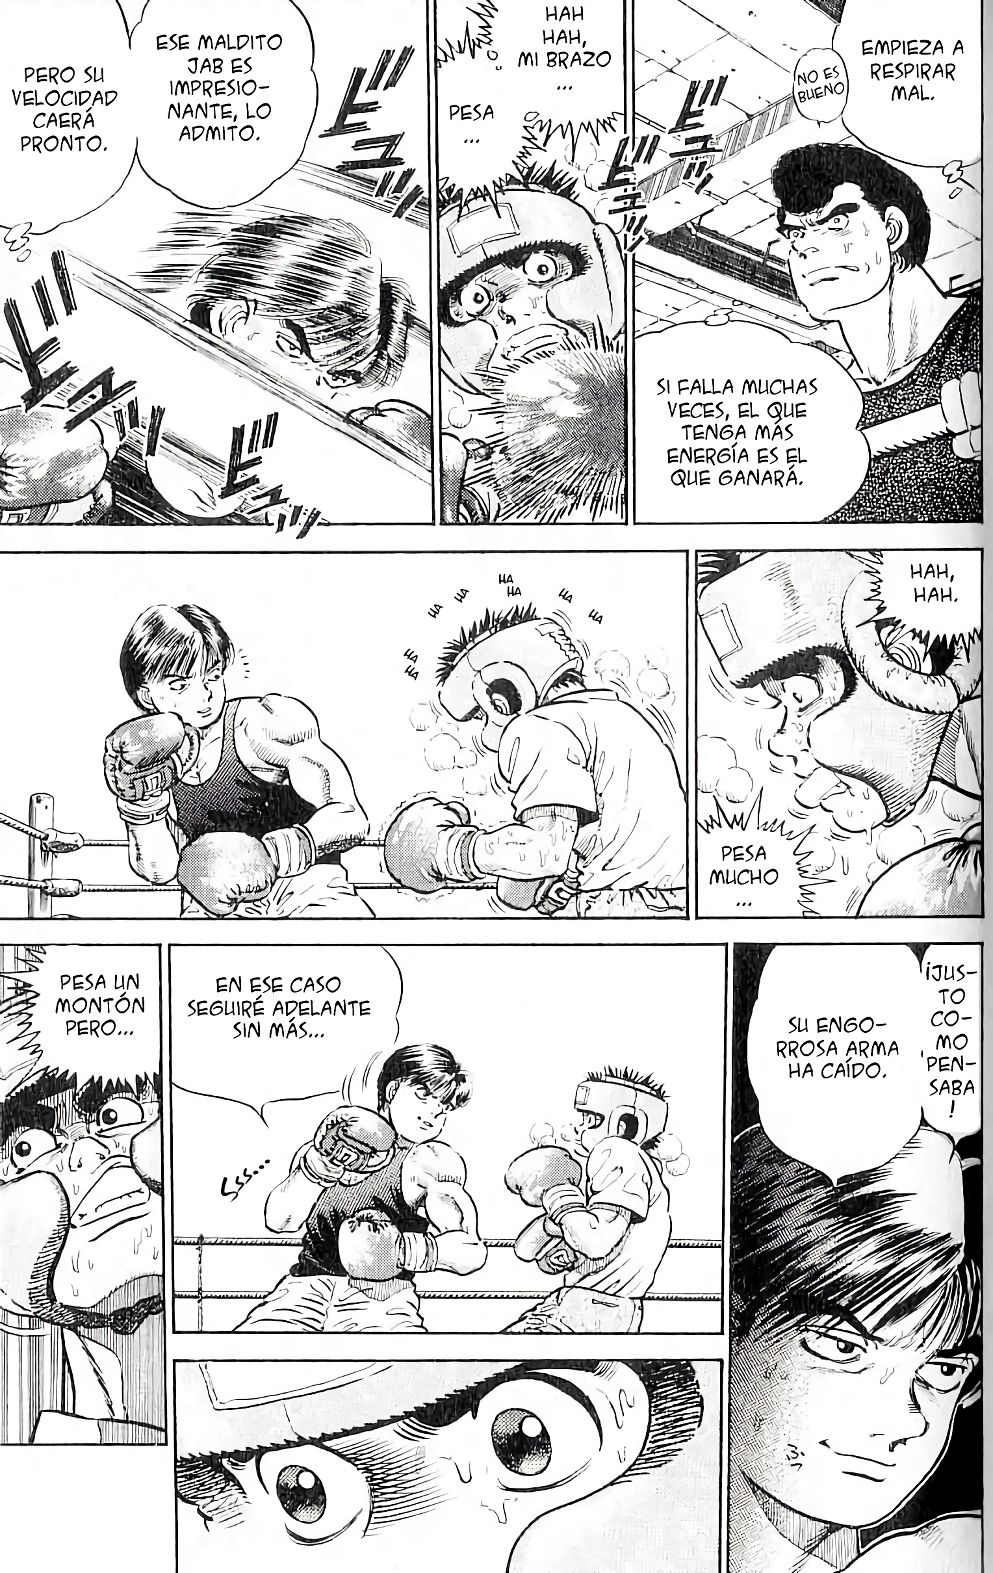 EMPIEZA A
RESPIRAR
MAL.
NO ES
BUENO
SI FALLA MUCHAS
VECES, EL QUE
TENGA MÁS
ENERGÍA ES EL
QUE GANARÁ.
HAH
HAH,
MI BRAZO
...
PESA
...
ESE MALDITO
JAB ES
IMPRESIO-
NANTE, LO
ADMITO.
PERO SU
VELOCIDAD
CAERÁ
PRONTO.
HAH,
HAH.
PESA
MUCHO
...
HA
HA
HA
HA
HA
HA
HA
HA
¡JUS-
TO
CO-
MO
PEN-
SABA
!
SU ENGO-
RROSA ARMA
HA CAÍDO.
EN ESE CASO
SEGUIRÉ ADELANTE
SIN MÁS...
SSS...
PESA UN
MONTÓN
PERO...